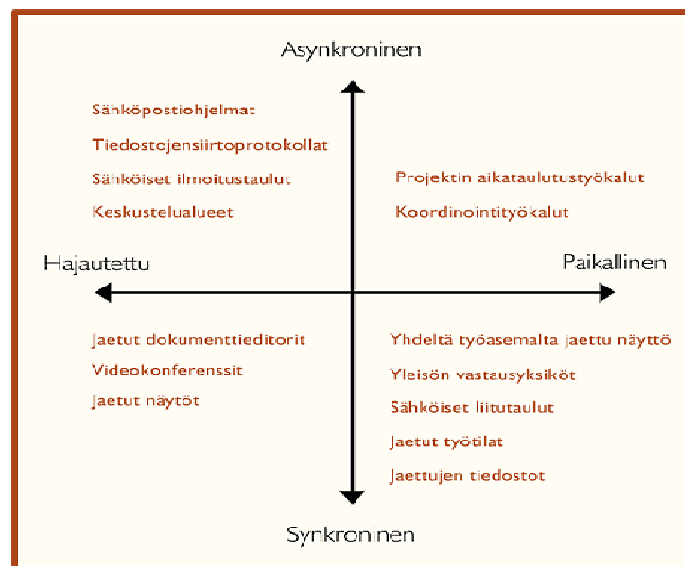 Asynkroninen
Sähköpostiohjelmat
Tiedostojensiirtoprotokollat
Sähköiset ilmoitustaulut
Keskustelualueet
Projektin aikataulutustyökalut
Koordinointityökalut
Hajautettu
Paikallinen
Jaetut dokumenttieditorit
Videokonferenssit
Jaetut näytöt
Yhdeltä työasemalta jaettu näyttö
Yleisön vastausyksiköt
Sähköiset liitutaulut
Jaetut työtilat
Jaettujen tiedostot
Synkroninen